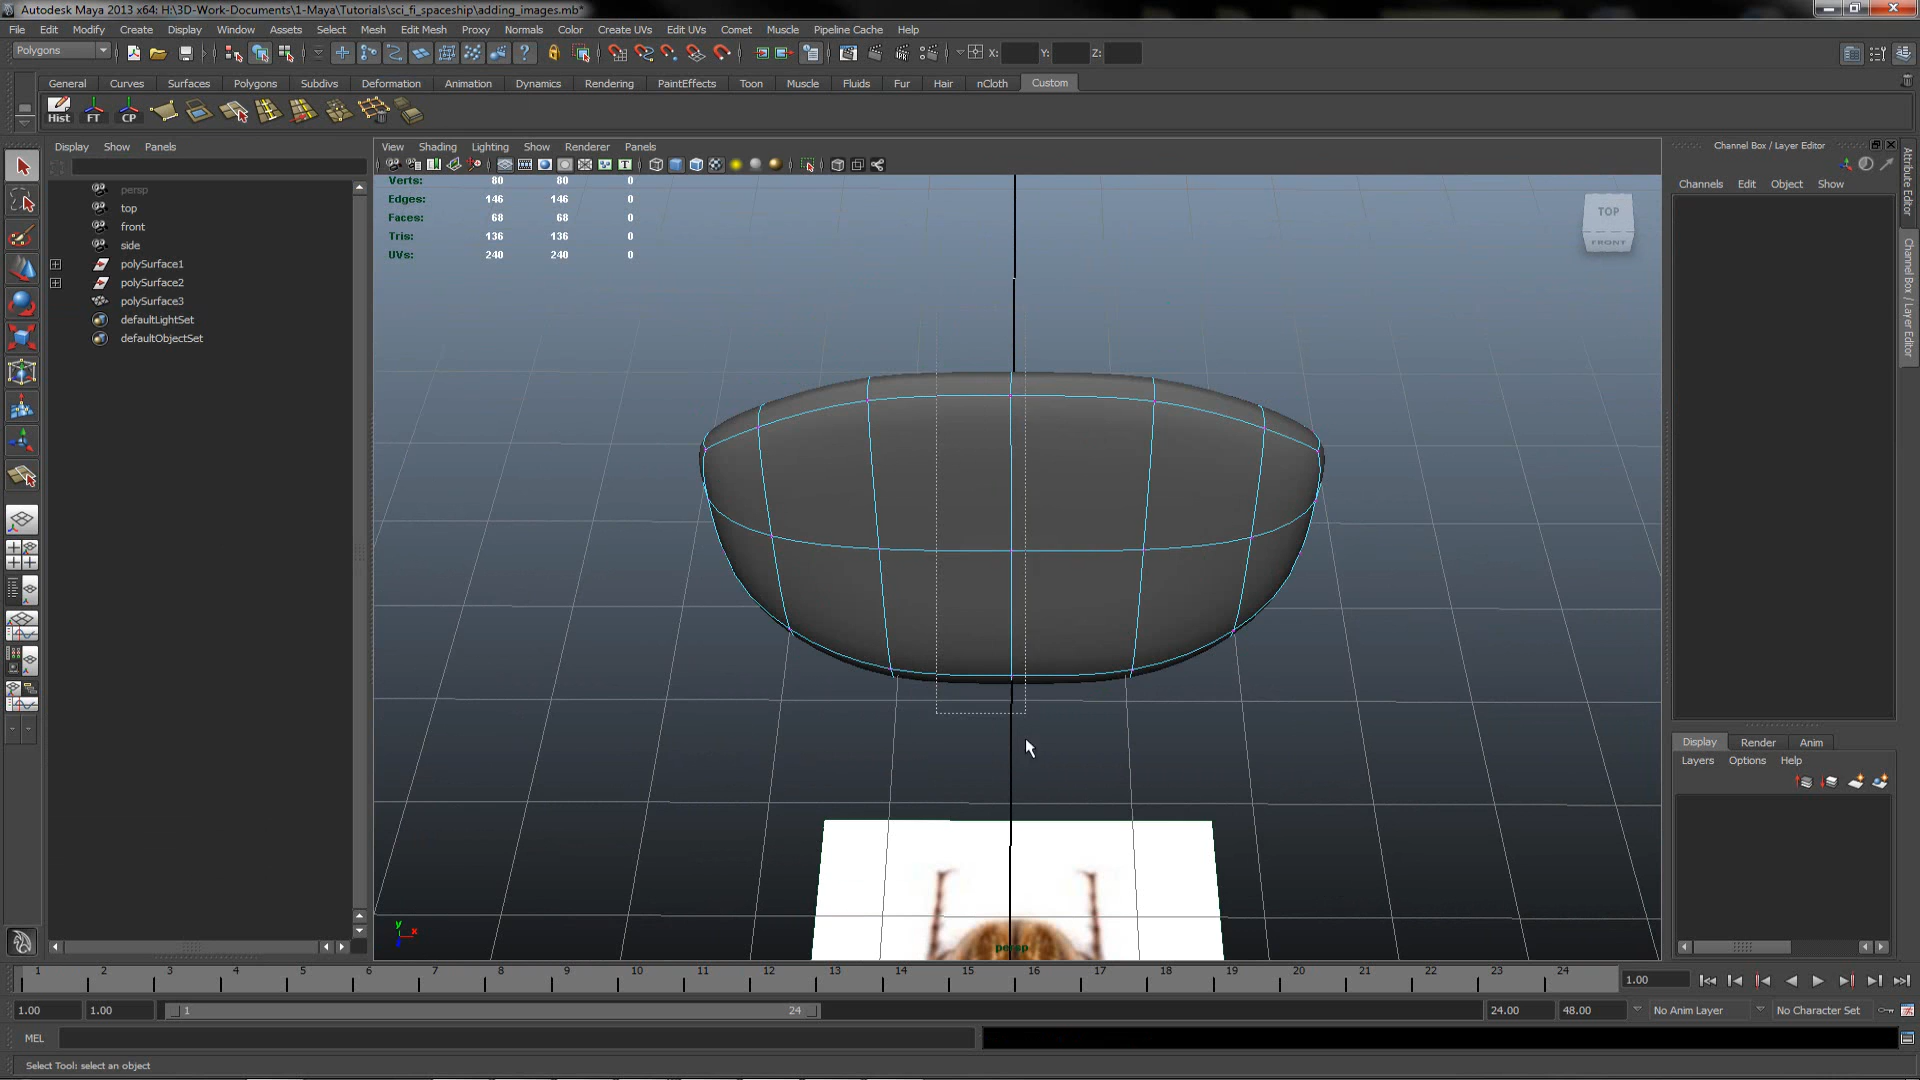 Autodesk Maya 2013 x64: H:\3D-Work-Documents\1-Maya\Tutorials\sci_fi_spaceship\adding_images.mb*
File Edit Modify Create Display Window Assets Select Mesh Edit Mesh Proxy Normals Color Create UVs Edit UVs Comet Muscle Pipeline Cache Help
Polygons X: Y: Z:
General Curves Surfaces Polygons Subdivs Deformation Animation Dynamics Rendering PaintEffects Toon Muscle Fluids Fur Hair nCloth Custom
Hist FT CP
Display Show Panels
View Shading Lighting Show Renderer Panels
Channel Box / Layer Editor
Channels Edit Object Show
Attribute Editor
Channel Box / Layer Editor
persp
top
front
side
polySurface1
polySurface2
polySurface3
defaultLightSet
defaultObjectSet
Verts: 80 80 0
Edges: 146 146 0
Faces: 68 68 0
Tris: 136 136 0
UVs: 240 240 0
TOP
FRONT
y
x
persp
Display Render Anim
Layers Options Help
1 2 3 4 5 6 7 8 9 10 11 12 13 14 15 16 17 18 19 20 21 22 23 24 1.00
1.00 1.00 1 24 24.00 48.00 No Anim Layer No Character Set
MEL
Select Tool: select an object